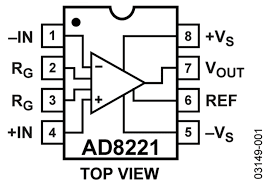 –IN 1 8 +VS
RG 2 – 7 VOUT
RG 3 + 6 REF
+IN 4 5 –VS
AD8221
TOP VIEW
03149-001